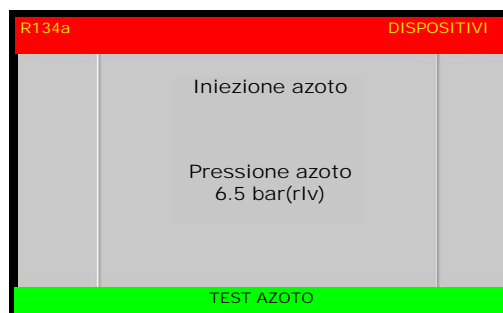 R134a DISPOSITIVI
Iniezione azoto
Pressione azoto
6.5 bar(rlv)
TEST AZOTO